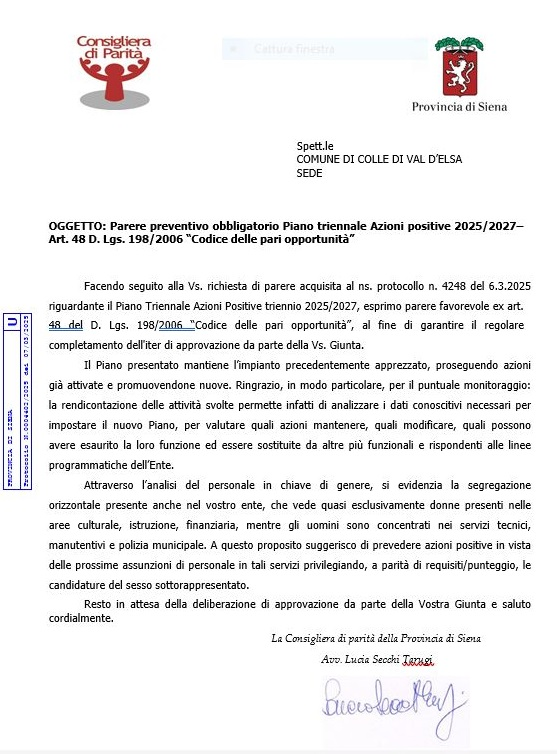 Consigliera
di Parità
Cattura finestra
Provincia di Siena
Spett.le
COMUNE DI COLLE DI VAL D'ELSA
SEDE
OGGETTO: Parere preventivo obbligatorio Piano triennale Azioni positive 2025/2027–
Art. 48 D. Lgs. 198/2006 “Codice delle pari opportunità”
Facendo seguito alla Vs. richiesta di parere acquisita al ns. protocollo n. 4248 del 6.3.2025
riguardante il Piano Triennale Azioni Positive triennio 2025/2027, esprimo parere favorevole ex art.
48 del D. Lgs. 198/2006 “Codice delle pari opportunità”, al fine di garantire il regolare
completamento dell'iter di approvazione da parte della Vs. Giunta.
Il Piano presentato mantiene l'impianto precedentemente apprezzato, proseguendo azioni
già attivate e promuovendone nuove. Ringrazio, in modo particolare, per il puntuale monitoraggio:
la rendicontazione delle attività svolte permette infatti di analizzare i dati conoscitivi necessari per
impostare il nuovo Piano, per valutare quali azioni mantenere, quali modificare, quali possono
avere esaurito la loro funzione ed essere sostituite da altre più funzionali e rispondenti alle linee
programmatiche dell'Ente.
Attraverso l'analisi del personale in chiave di genere, si evidenzia la segregazione
orizzontale presente anche nel vostro ente, che vede quasi esclusivamente donne presenti nelle
aree culturale, istruzione, finanziaria, mentre gli uomini sono concentrati nei servizi tecnici,
manutentivi e polizia municipale. A questo proposito suggerisco di prevedere azioni positive in vista
delle prossime assunzioni di personale in tali servizi privilegiando, a parità di requisiti/punteggio, le
candidature del sesso sottorappresentato.
Resto in attesa della deliberazione di approvazione da parte della Vostra Giunta e saluto
cordialmente.
La Consigliera di parità della Provincia di Siena
Avv. Lucia Secchi Tarugi
PROVINCIA DI SIENA
U
Protocollo N.0004402/2025 del 07/03/2025